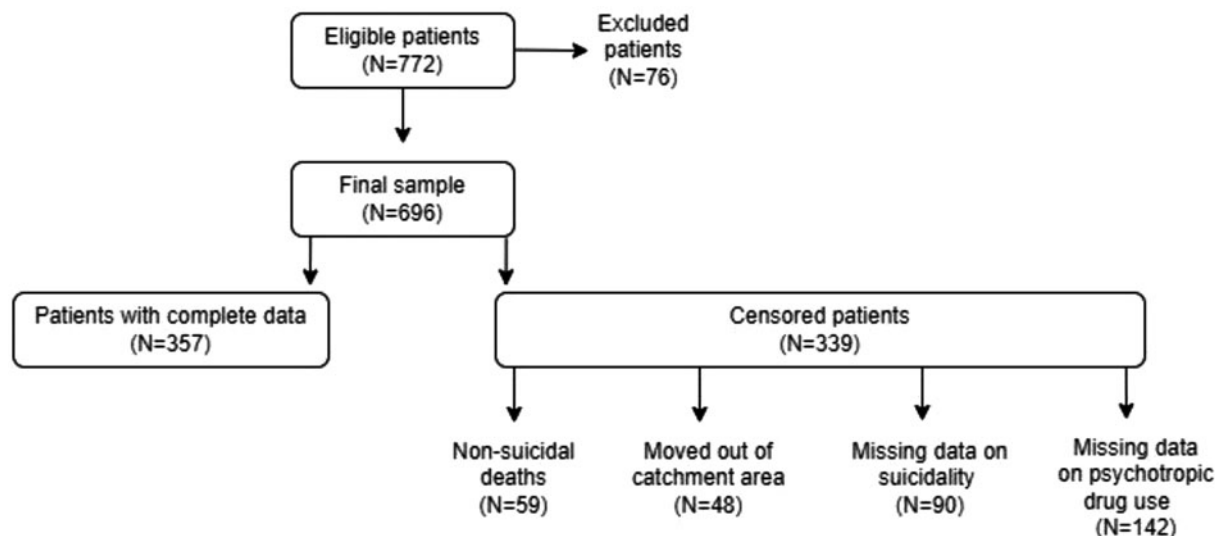 Eligible patients
(N=772)
Excluded
patients
(N=76)
Final sample
(N=696)
Patients with complete data
(N=357)
Censored patients
(N=339)
Non-suicidal
deaths
(N=59)
Moved out of
catchment area
(N=48)
Missing data on
suicidality
(N=90)
Missing data
on psychotropic
drug use
(N=142)